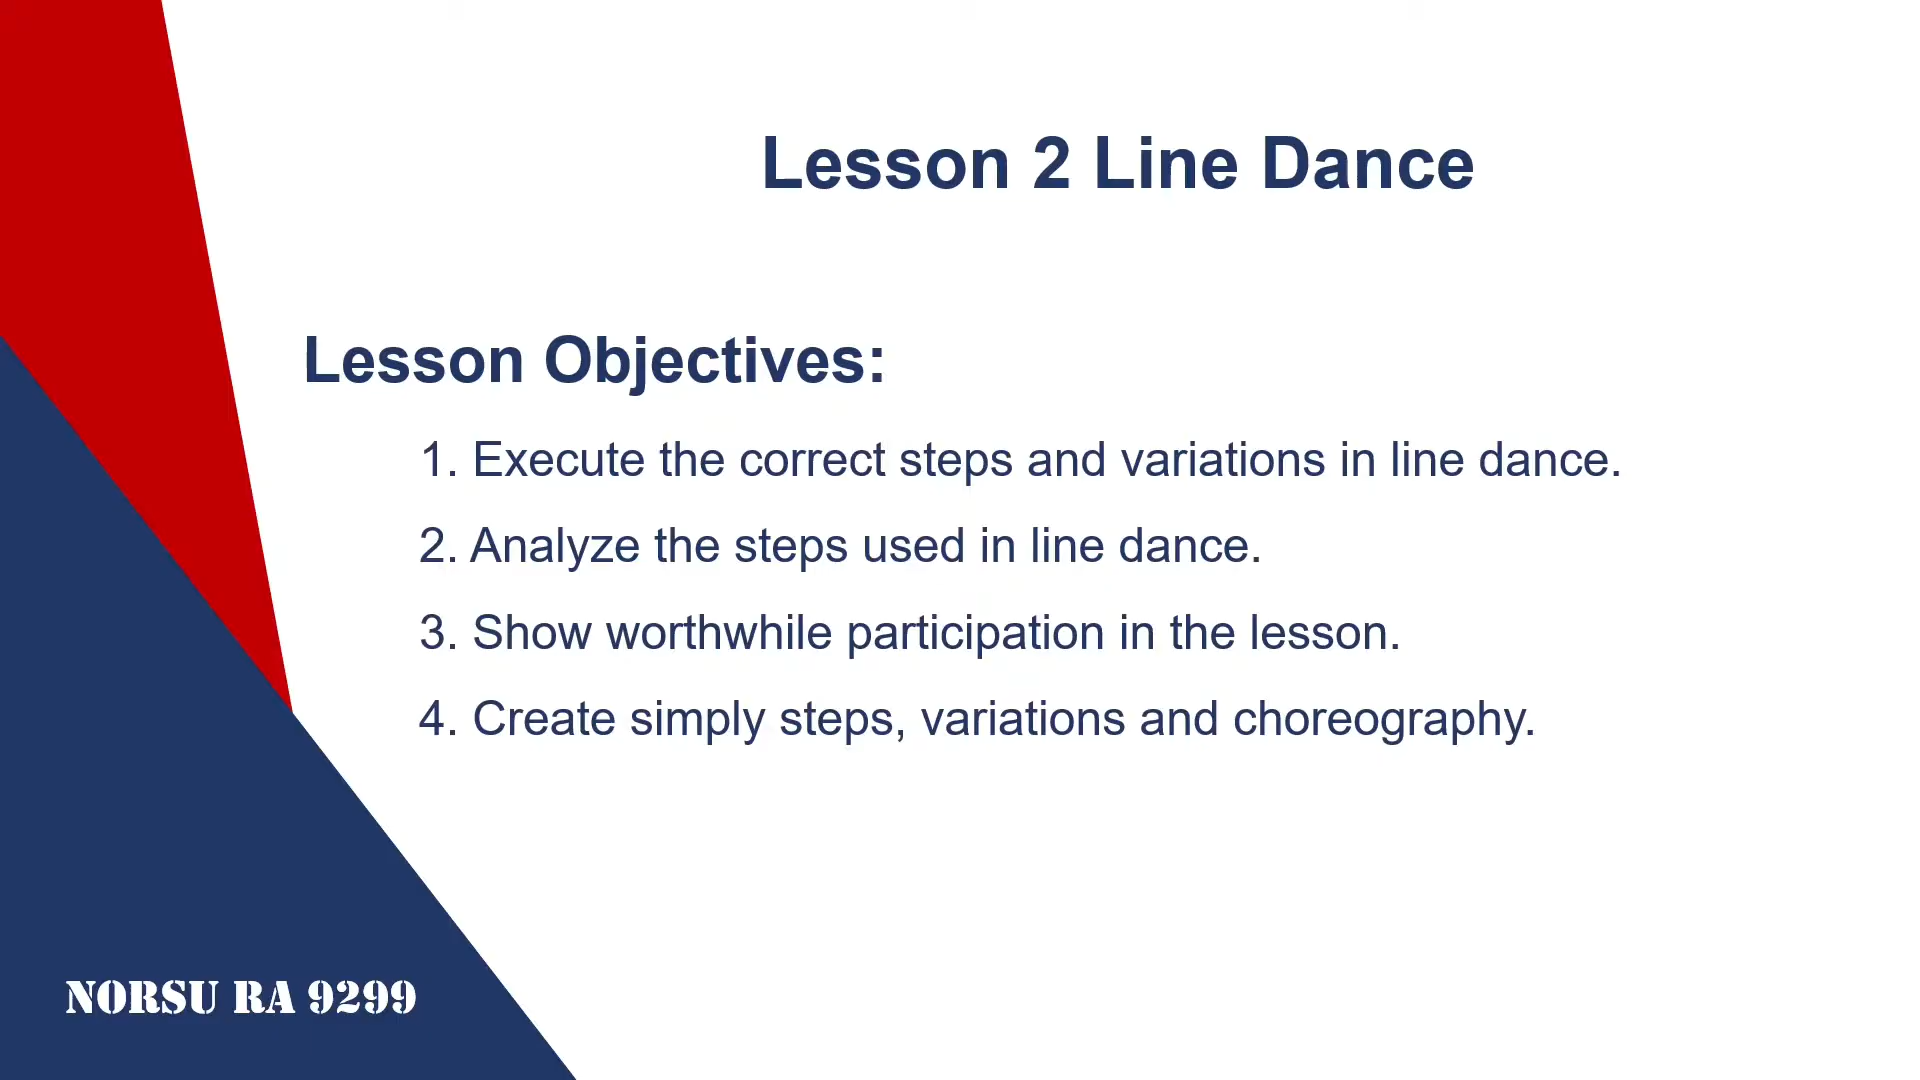 Lesson 2 Line Dance
Lesson Objectives:
1. Execute the correct steps and variations in line dance.
2. Analyze the steps used in line dance.
3. Show worthwhile participation in the lesson.
4. Create simply steps, variations and choreography.
NORSU RA 9299